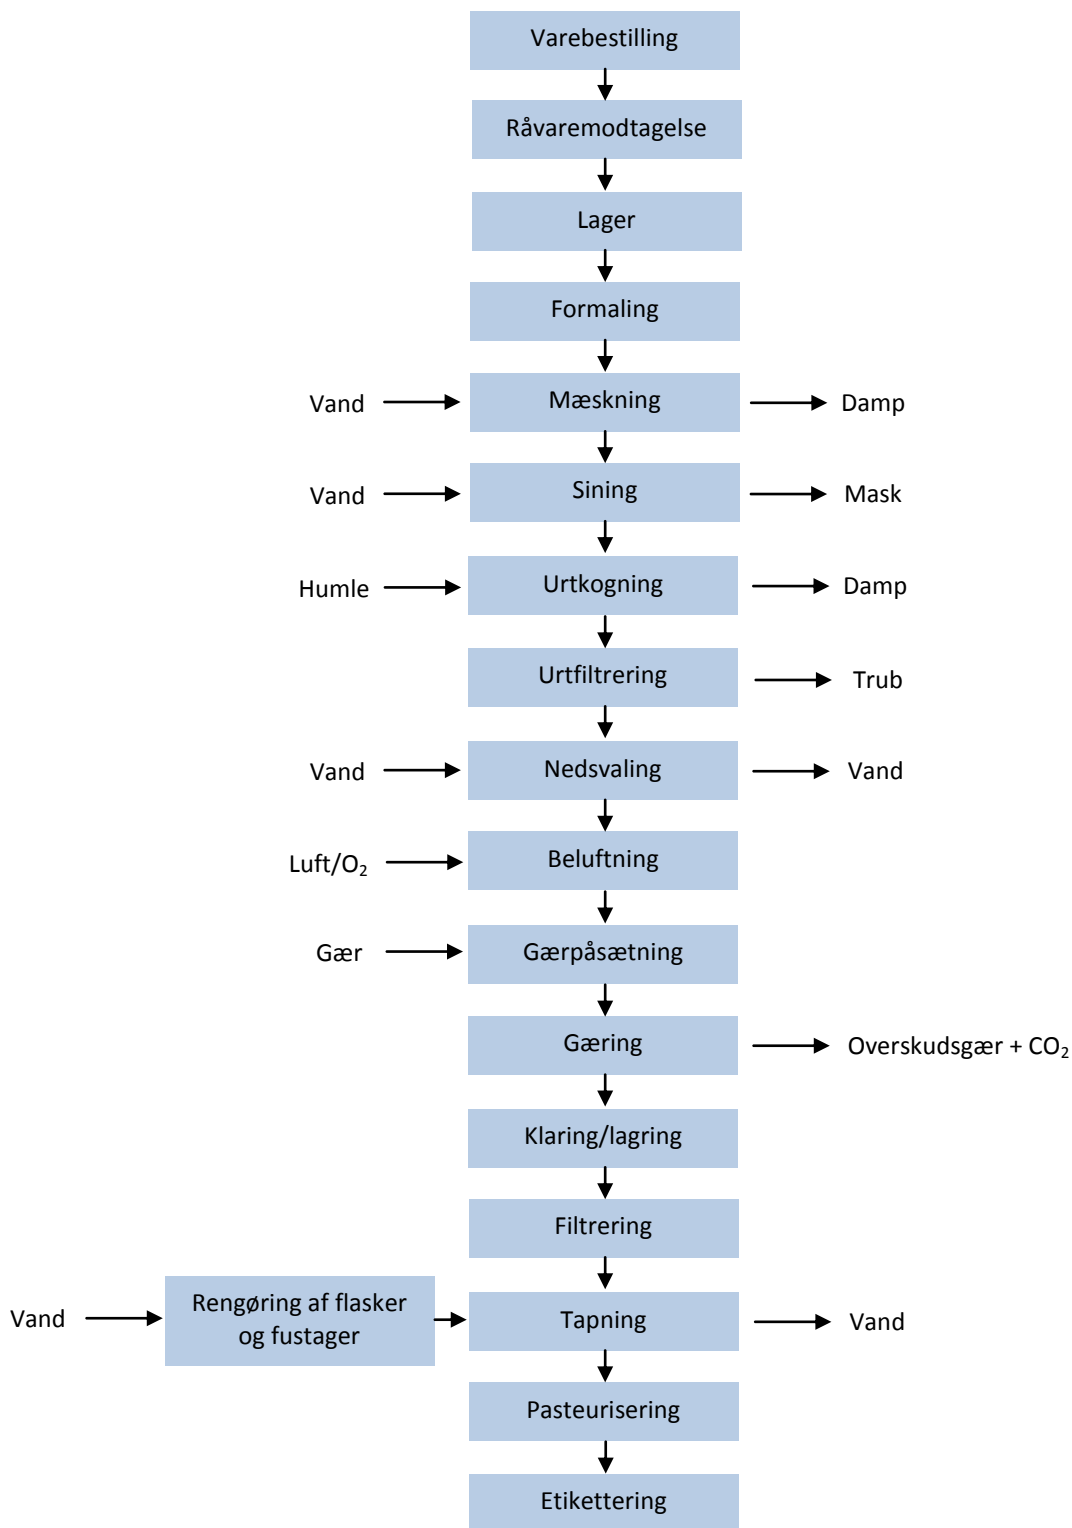 Varebestilling
Råvaremodtagelse
Lager
Formaling
Vand
Mæskning
Damp
Vand
Sining
Mask
Humle
Urtkogning
Damp
Urtfiltrering
Trub
Vand
Nedsvaling
Vand
Luft/O₂
Beluftning
Gær
Gærpåsætning
Gæring
Overskudsgær + CO₂
Klaring/lagring
Filtrering
Vand
Rengøring af flasker
og fustager
Tapning
Vand
Pasteurisering
Etikettering